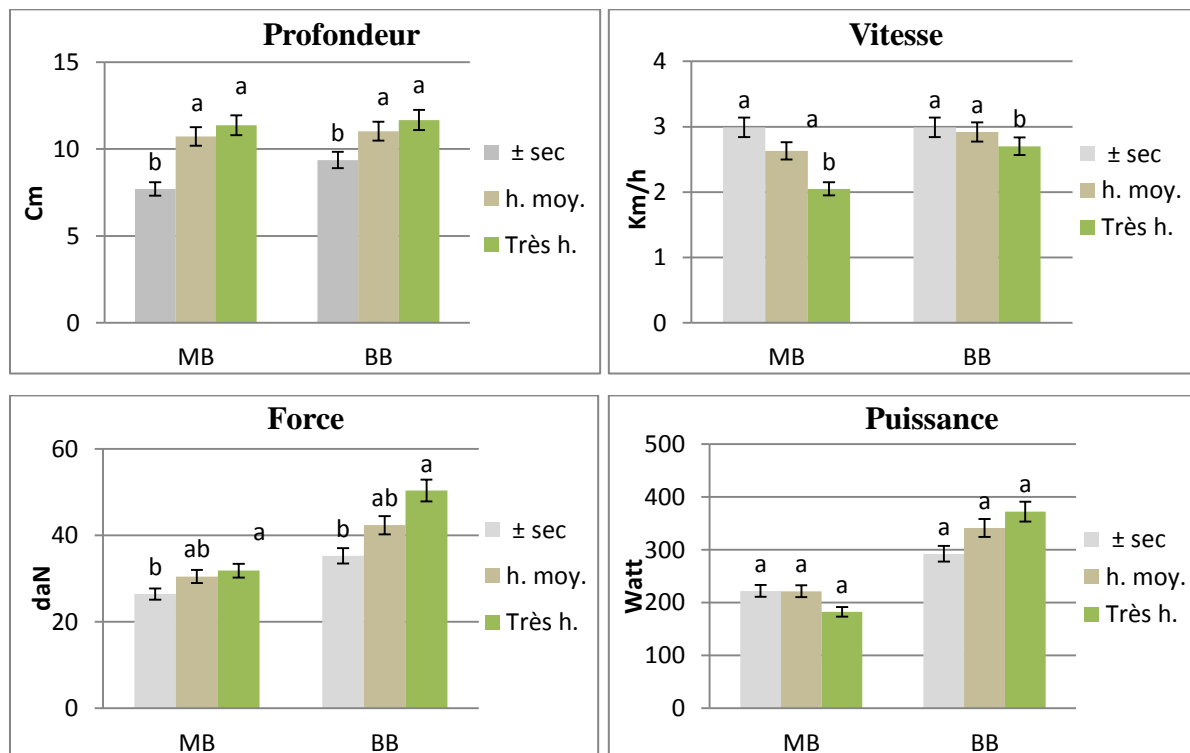 Profondeur
15
10
5
0
Cm
b
a
a
b
a
a
MB
BB
± sec
h. moy.
Très h.
Vitesse
4
3
2
1
0
Km/h
a
a
b
a
a
b
MB
BB
± sec
h. moy.
Très h.
Force
60
40
20
0
daN
b
ab
a
b
ab
a
MB
BB
± sec
h. moy.
Très h.
Puissance
500
400
300
200
100
0
Watt
a
a
a
a
a
a
MB
BB
± sec
h. moy.
Très h.